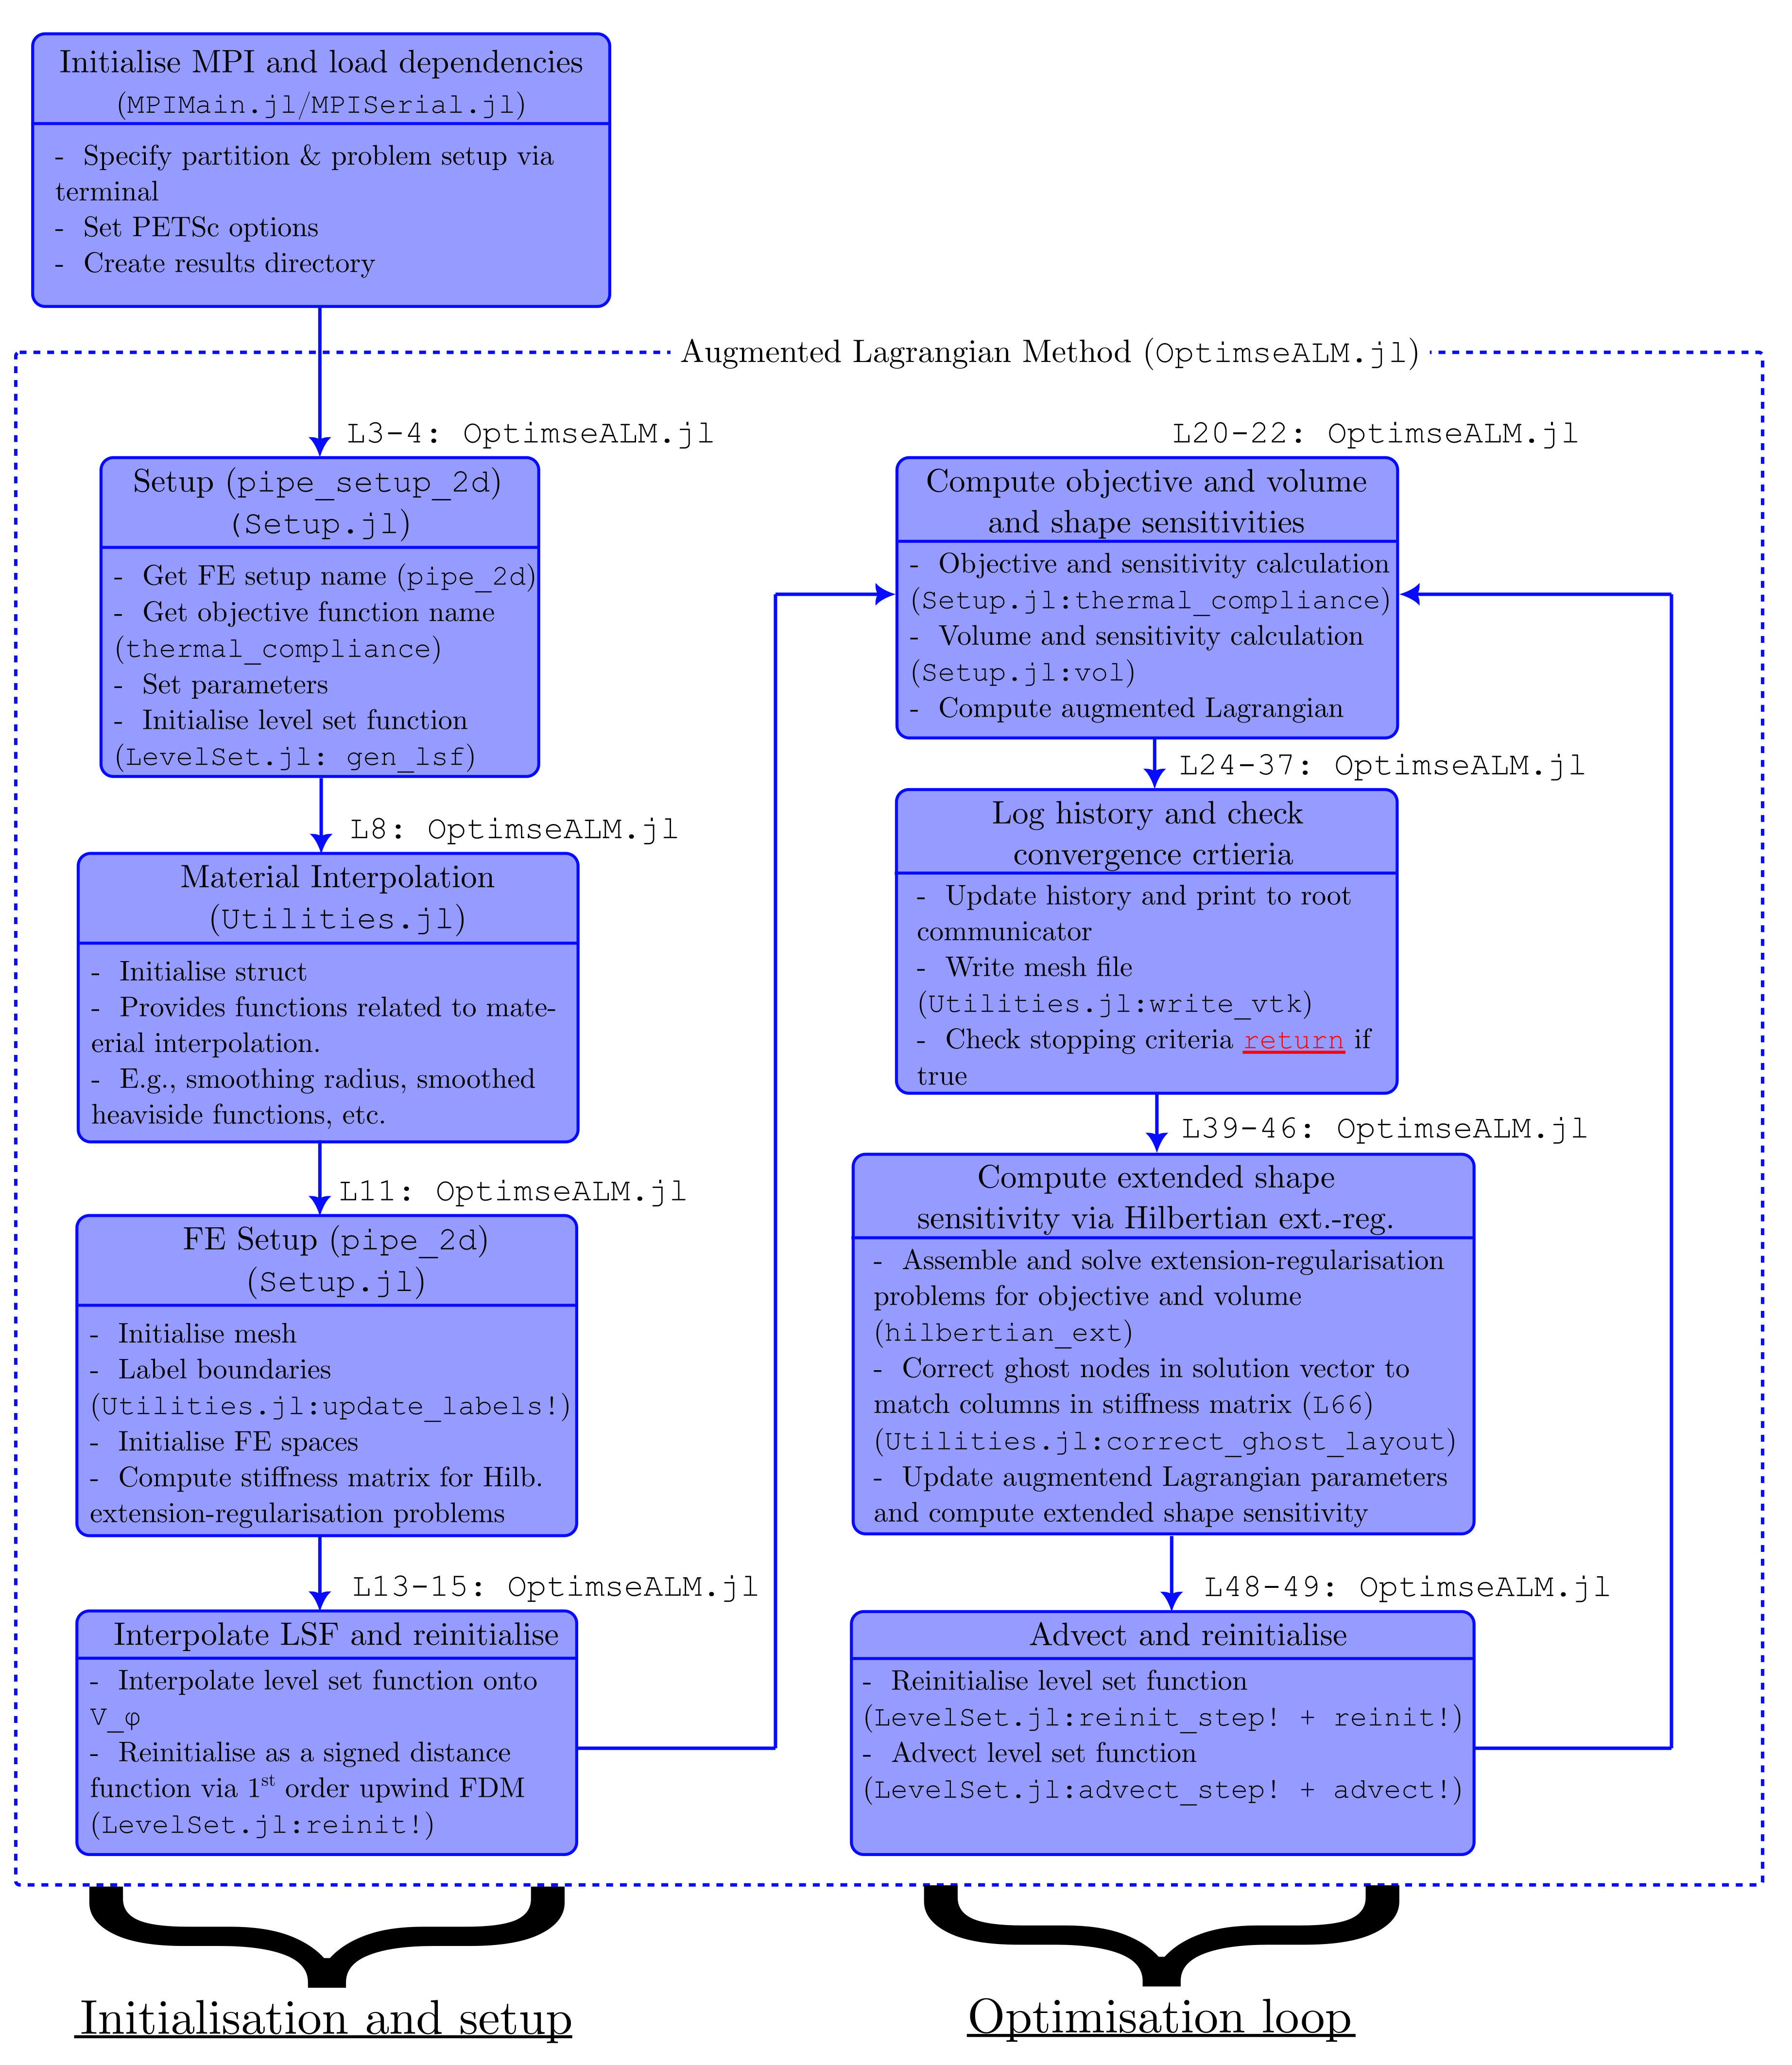 Initialise MPI and load dependencies
(MPIMain.jl/MPISerial.jl)
- Specify partition & problem setup via
terminal
- Set PETSc options
- Create results directory
Augmented Lagrangian Method (OptimseALM.jl)
L3-4: OptimseALM.jl
Setup (pipe_setup_2d)
(Setup.jl)
- Get FE setup name (pipe_2d)
- Get objective function name
(thermal_compliance)
- Set parameters
- Initialise level set function
(LevelSet.jl: gen_lsf)
L8: OptimseALM.jl
Material Interpolation
(Utilities.jl)
- Initialise struct
- Provides functions related to mate-
erial interpolation.
- E.g., smoothing radius, smoothed
heaviside functions, etc.
L11: OptimseALM.jl
FE Setup (pipe_2d)
(Setup.jl)
- Initialise mesh
- Label boundaries
(Utilities.jl:update_labels!)
- Initialise FE spaces
- Compute stiffness matrix for Hilb.
extension-regularisation problems
L13-15: OptimseALM.jl
Interpolate LSF and reinitialise
- Interpolate level set function onto
V_φ
- Reinitialise as a signed distance
function via 1st order upwind FDM
(LevelSet.jl:reinit!)
L20-22: OptimseALM.jl
Compute objective and volume
and shape sensitivities
- Objective and sensitivity calculation
(Setup.jl:thermal_compliance)
- Volume and sensitivity calculation
(Setup.jl:vol)
- Compute augmented Lagrangian
L24-37: OptimseALM.jl
Log history and check
convergence crtieria
- Update history and print to root
communicator
- Write mesh file
(Utilities.jl:write_vtk)
- Check stopping criteria return if
true
L39-46: OptimseALM.jl
Compute extended shape
sensitivity via Hilbertian ext.-reg.
- Assemble and solve extension-regularisation
problems for objective and volume
(hilbertian_ext)
- Correct ghost nodes in solution vector to
match columns in stiffness matrix (L66)
(Utilities.jl:correct_ghost_layout)
- Update augmentend Lagrangian parameters
and compute extended shape sensitivity
L48-49: OptimseALM.jl
Advect and reinitialise
- Reinitialise level set function
(LevelSet.jl:reinit_step! + reinit!)
- Advect level set function
(LevelSet.jl:advect_step! + advect!)
Initialisation and setup
Optimisation loop